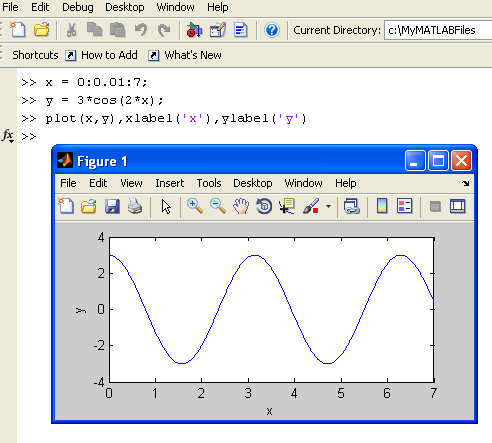 File Edit Debug Desktop Window Help
Current Directory: c:\MyMATLABFiles
Shortcuts How to Add What's New
>> x = 0:0.01:7;
>> y = 3*cos(2*x);
>> plot(x,y),xlabel('x'),ylabel('y')
fx >>
Figure 1
File Edit View Insert Tools Desktop Window Help
4
2
0
-2
-4
y
0 1 2 3 4 5 6 7
x